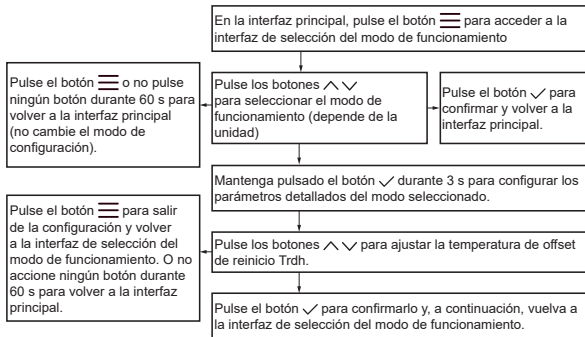 En la interfaz principal, pulse el botón ☰ para acceder a la
interfaz de selección del modo de funcionamiento
Pulse el botón ☰ o no pulse
ningún botón durante 60 s para
volver a la interfaz principal
(no cambie el modo de
configuración).
Pulse los botones ︿ ﹀
para seleccionar el modo de
funcionamiento (depende de la
unidad)
Pulse el botón ✓ para
confirmar y volver a la
interfaz principal.
Mantenga pulsado el botón ✓ durante 3 s para configurar los
parámetros detallados del modo seleccionado.
Pulse el botón ☰ para salir
de la configuración y volver
a la interfaz de selección del
modo de funcionamiento. O no
accione ningún botón durante
60 s para volver a la interfaz
principal.
Pulse los botones ︿ ﹀ para ajustar la temperatura de offset
de reinicio Trdh.
Pulse el botón ✓ para confirmarlo y, a continuación, vuelva a
la interfaz de selección del modo de funcionamiento.